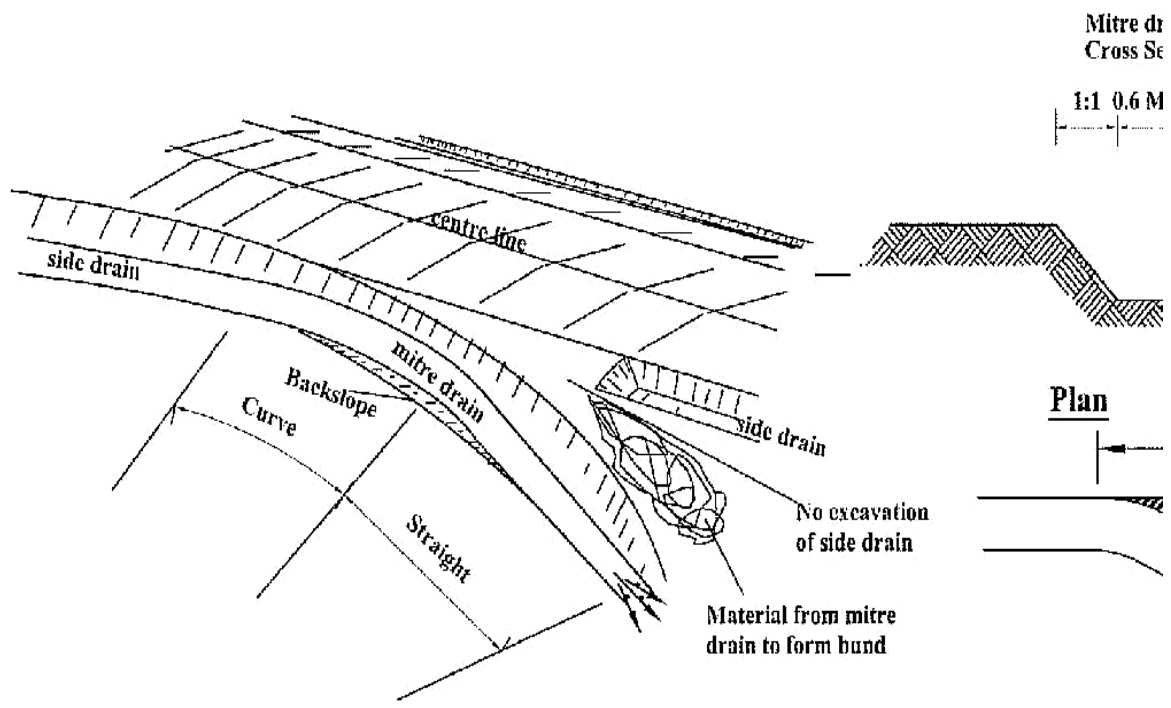 Mitre dr
Cross Se
1:1 0.6 M
centre line
side drain
mitre drain
Backslope
Curve
side drain
Plan
No excavation
of side drain
Straight
Material from mitre
drain to form bund